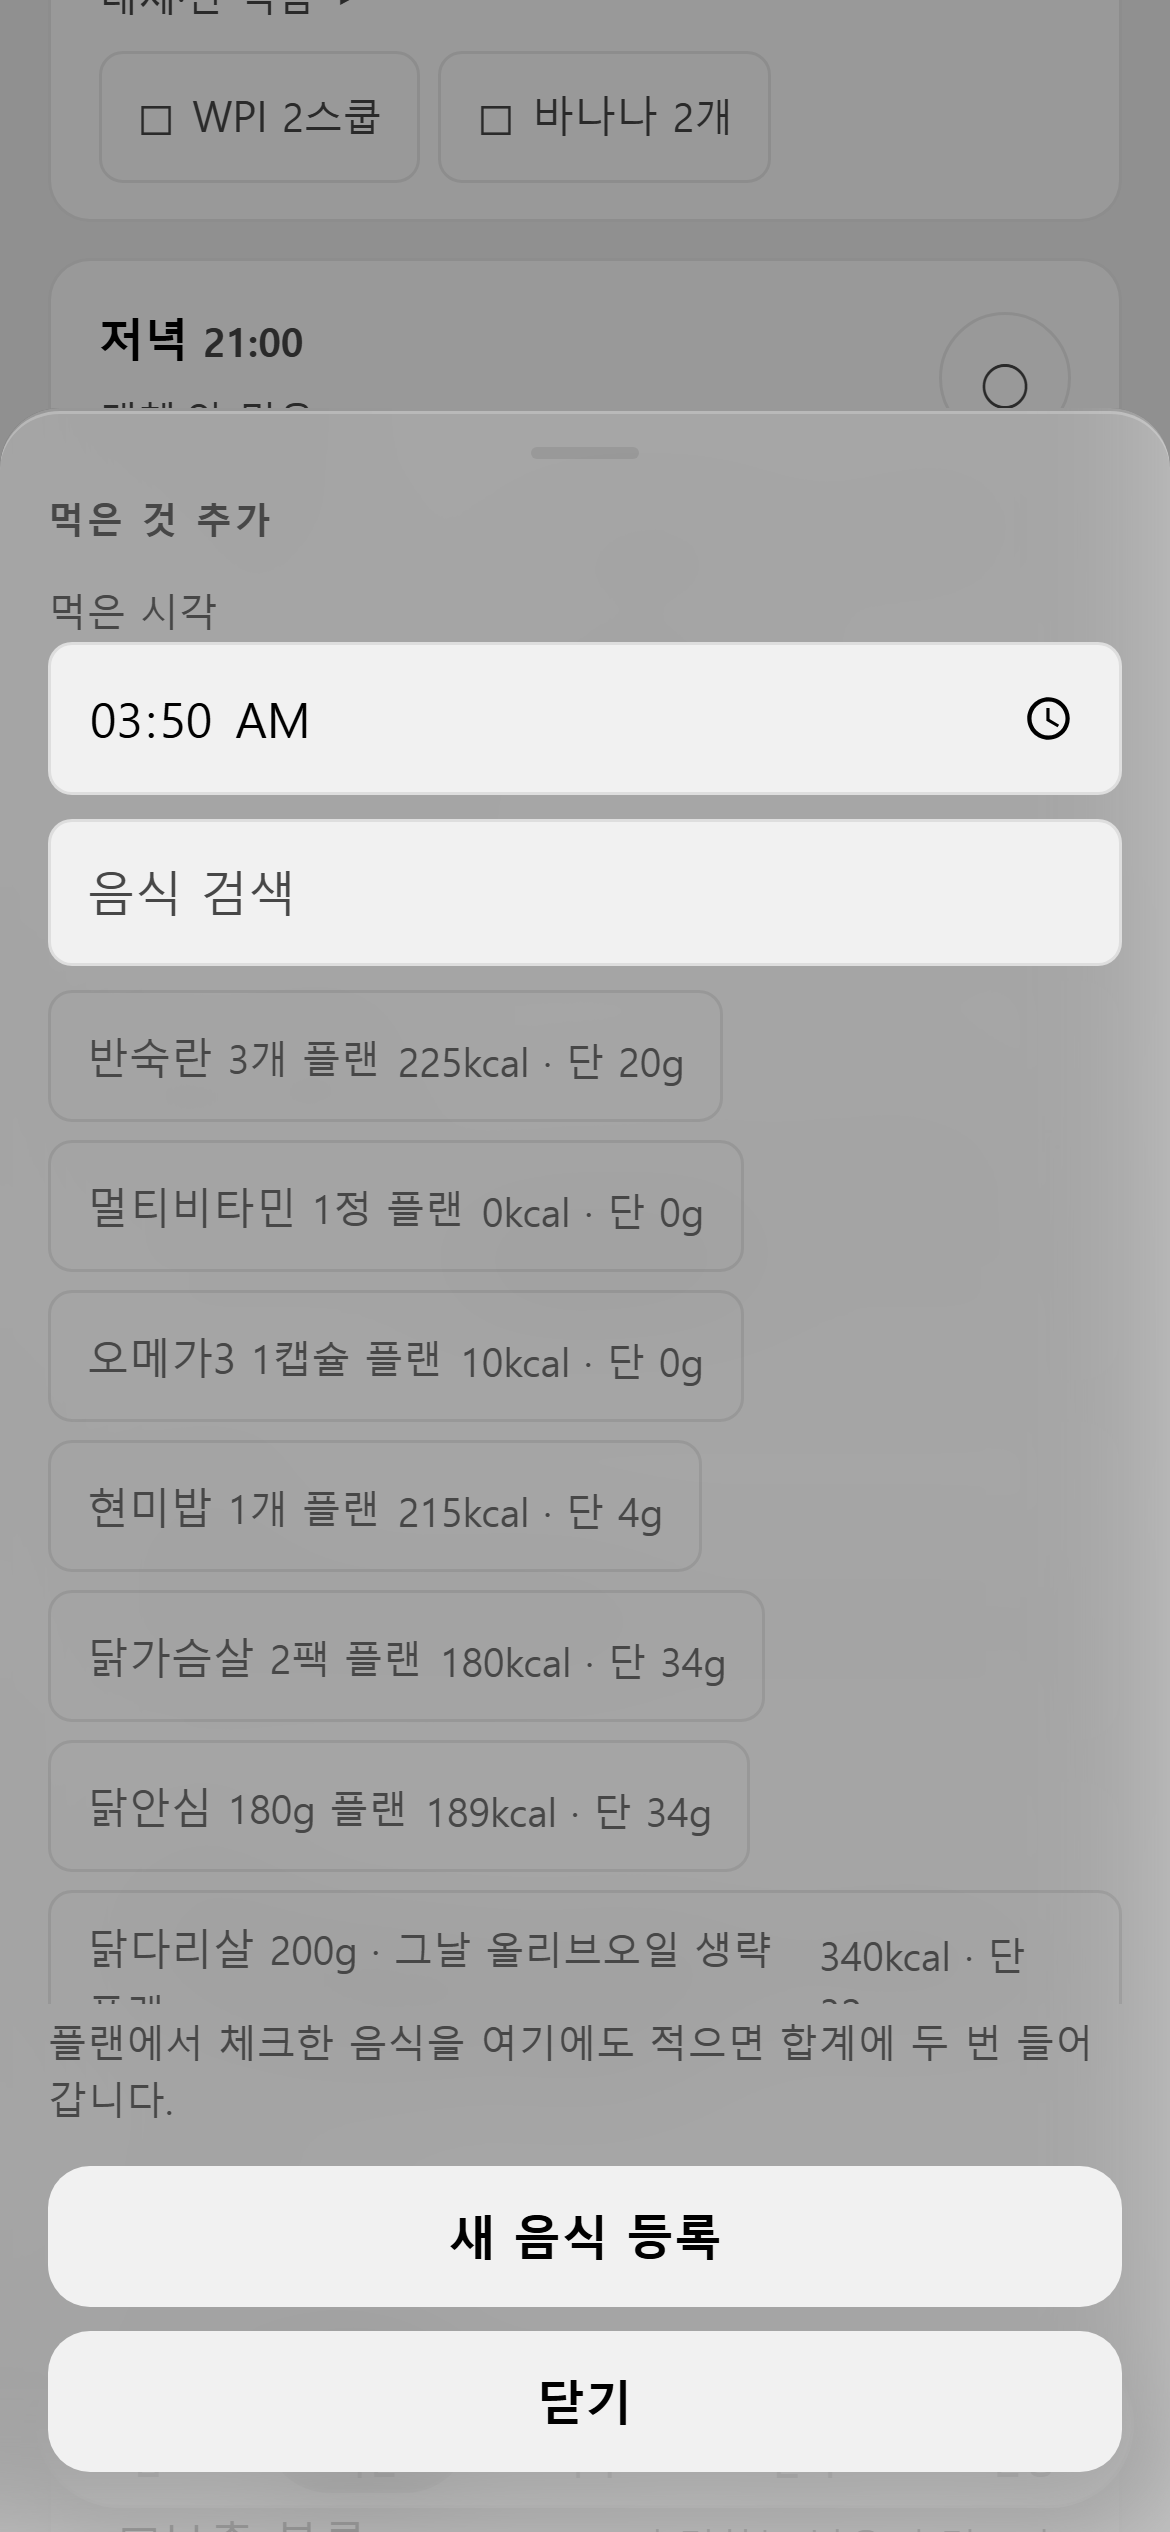 WPI 2스쿱
바나나 2개
저녁 21:00
먹은 것 추가
먹은 시각
03:50 AM
음식 검색
반숙란 3개 플랜 225kcal · 단 20g
멀티비타민 1정 플랜 0kcal · 단 0g
오메가3 1캡슐 플랜 10kcal · 단 0g
현미밥 1개 플랜 215kcal · 단 4g
닭가슴살 2팩 플랜 180kcal · 단 34g
닭안심 180g 플랜 189kcal · 단 34g
닭다리살 200g · 그날 올리브오일 생략 340kcal · 단
플랜에서 체크한 음식을 여기에도 적으면 합계에 두 번 들어
갑니다.
새 음식 등록
닫기